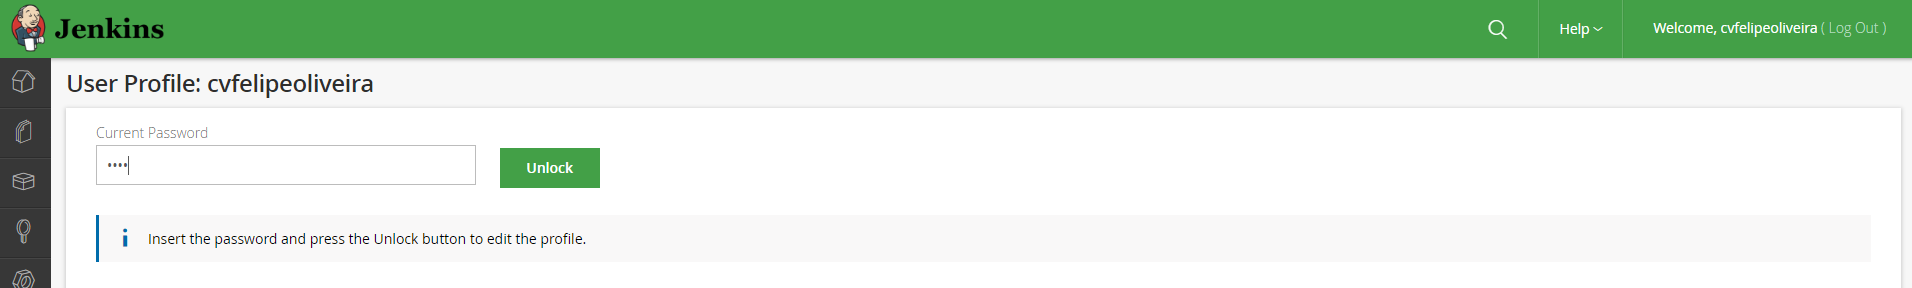 Jenkins
Help
Welcome, cvfelipeoliveira ( Log Out )
User Profile: cvfelipeoliveira
Current Password
••••
Unlock
i Insert the password and press the Unlock button to edit the profile.